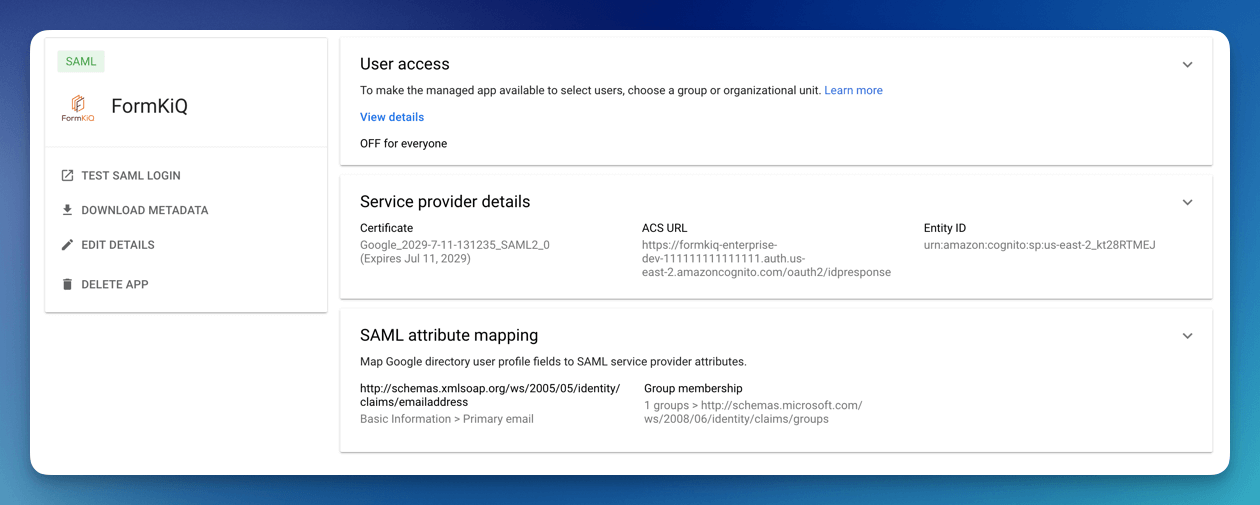 SAML
FormKiQ
FormKiQ
TEST SAML LOGIN
DOWNLOAD METADATA
EDIT DETAILS
DELETE APP
User access
To make the managed app available to select users, choose a group or organizational unit. Learn more
View details
OFF for everyone
Service provider details
Certificate
Google_2029-7-11-131235_SAML2_0
(Expires Jul 11, 2029)
ACS URL
https://formkiq-enterprise-
dev-111111111111111.auth.us-
east-2.amazoncognito.com/oauth2/idpresponse
Entity ID
urn:amazon:cognito:sp:us-east-2_kt28RTMEJ
SAML attribute mapping
Map Google directory user profile fields to SAML service provider attributes.
http://schemas.xmlsoap.org/ws/2005/05/identity/
claims/emailaddress
Basic Information > Primary email
Group membership
1 groups > http://schemas.microsoft.com/
ws/2008/06/identity/claims/groups